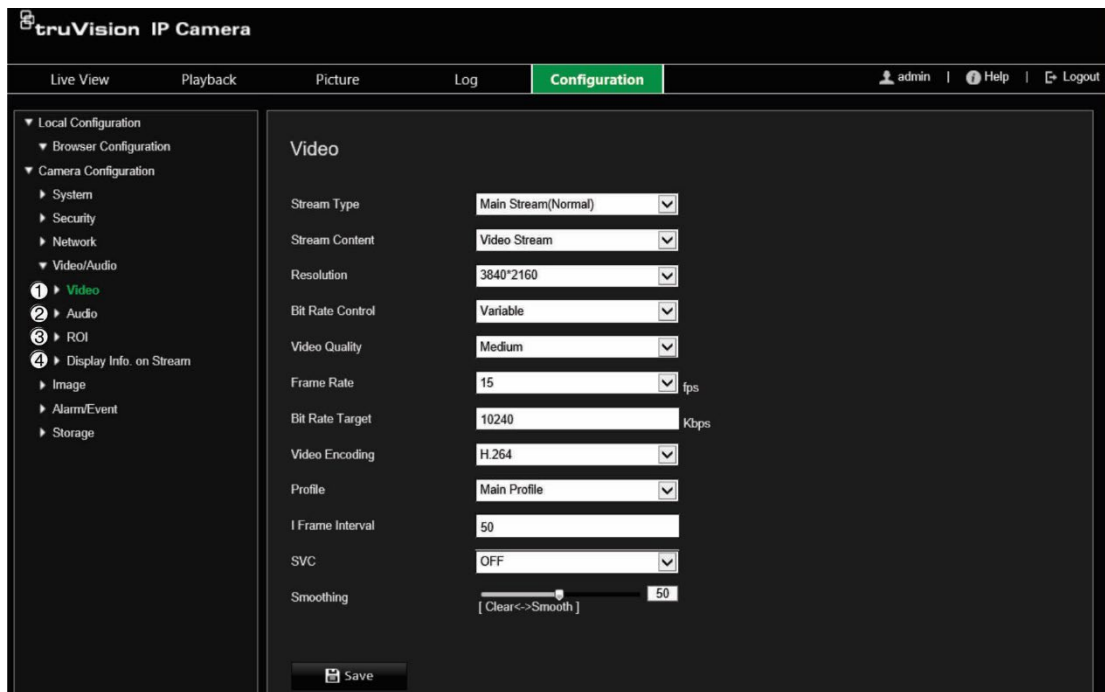 truVision IP Camera
Live View Playback Picture Log Configuration admin | Help | Logout
Local Configuration
Browser Configuration
Camera Configuration
System
Security
Network
Video/Audio
1 Video
2 Audio
3 ROI
4 Display Info. on Stream
Image
Alarm/Event
Storage
Video
Stream Type Main Stream(Normal)
Stream Content Video Stream
Resolution 3840*2160
Bit Rate Control Variable
Video Quality Medium
Frame Rate 15 fps
Bit Rate Target 10240 Kbps
Video Encoding H.264
Profile Main Profile
I Frame Interval 50
SVC OFF
Smoothing 50
[ Clear<->Smooth ]
Save